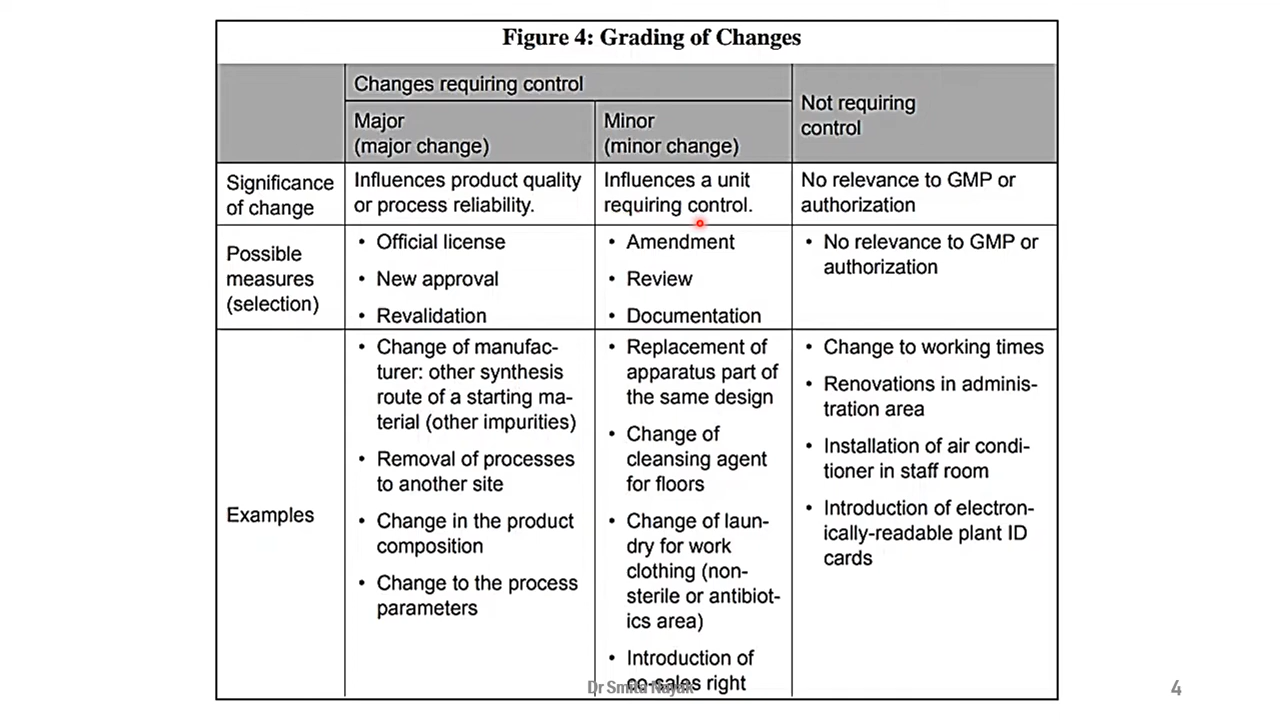 Figure 4: Grading of Changes
Changes requiring control
Not requiring
control
Major
(major change)
Minor
(minor change)
Significance
of change
Influences product quality
or process reliability.
Influences a unit
requiring control.
No relevance to GMP or
authorization
Possible
measures
(selection)
• Official license
• New approval
• Revalidation
• Amendment
• Review
• Documentation
• No relevance to GMP or
authorization
Examples
• Change of manufac-
turer: other synthesis
route of a starting ma-
terial (other impurities)
• Removal of processes
to another site
• Change in the product
composition
• Change to the process
parameters
• Replacement of
apparatus part of
the same design
• Change of
cleansing agent
for floors
• Change of laun-
dry for work
clothing (non-
sterile or antibiot-
ics area)
• Introduction of
co-sales right
• Change to working times
• Renovations in adminis-
tration area
• Installation of air condi-
tioner in staff room
• Introduction of electron-
ically-readable plant ID
cards
Dr Smita Nayak
4